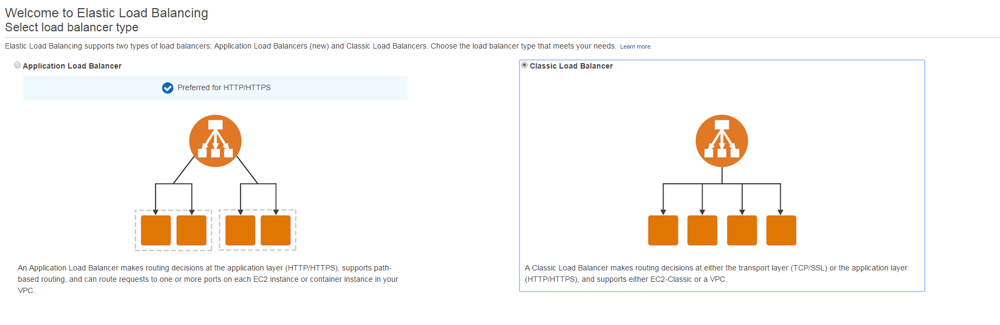 Welcome to Elastic Load Balancing
Select load balancer type
Elastic Load Balancing supports two types of load balancers: Application Load Balancers (new) and Classic Load Balancers. Choose the load balancer type that meets your needs. Learn more.
Application Load Balancer
Preferred for HTTP/HTTPS
An Application Load Balancer makes routing decisions at the application layer (HTTP/HTTPS), supports path-
based routing, and can route requests to one or more ports on each EC2 instance or container instance in your
VPC.
Classic Load Balancer
A Classic Load Balancer makes routing decisions at either the transport layer (TCP/SSL) or the application layer
(HTTP/HTTPS), and supports either EC2-Classic or a VPC.